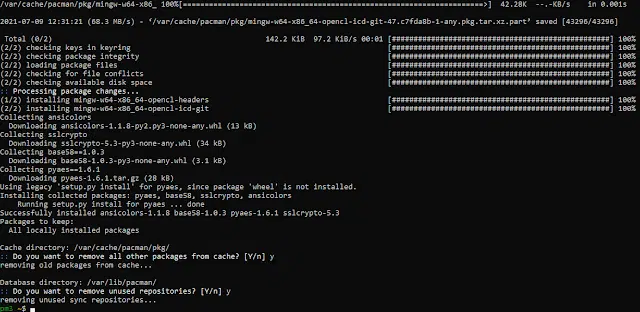 /var/cache/pacman/pkg/mingw-w64-x86_ 100%[=================================================>] 42.28K --.-KB/s in 0.001s
2021-07-09 12:31:21 (68.3 MB/s) - ‘/var/cache/pacman/pkg/mingw-w64-x86_64-opencl-icd-git-47.c7fda8b-1-any.pkg.tar.xz.part’ saved [43296/43296]
Total (0/2) 142.2 KiB 97.2 KiB/s 00:01 [################################################] 100%
(2/2) checking keys in keyring [################################################] 100%
(2/2) checking package integrity [################################################] 100%
(2/2) loading package files [################################################] 100%
(2/2) checking for file conflicts [################################################] 100%
(2/2) checking available disk space [################################################] 100%
:: Processing package changes...
(1/2) installing mingw-w64-x86_64-opencl-headers [################################################] 100%
(2/2) installing mingw-w64-x86_64-opencl-icd-git [################################################] 100%
Collecting ansicolors
Downloading ansicolors-1.1.8-py2.py3-none-any.whl (13 kB)
Collecting sslcrypto
Downloading sslcrypto-5.3-py3-none-any.whl (34 kB)
Collecting base58==1.0.3
Downloading base58-1.0.3-py3-none-any.whl (3.1 kB)
Collecting pyaes==1.6.1
Downloading pyaes-1.6.1.tar.gz (28 kB)
Using legacy 'setup.py install' for pyaes, since package 'wheel' is not installed.
Installing collected packages: pyaes, base58, sslcrypto, ansicolors
Running setup.py install for pyaes ... done
Successfully installed ansicolors-1.1.8 base58-1.0.3 pyaes-1.6.1 sslcrypto-5.3
Packages to keep:
All locally installed packages
Cache directory: /var/cache/pacman/pkg/
:: Do you want to remove all other packages from cache? [Y/n] y
removing old packages from cache...
Database directory: /var/lib/pacman/
:: Do you want to remove unused repositories? [Y/n] y
removing unused sync repositories...
pm3 ~$